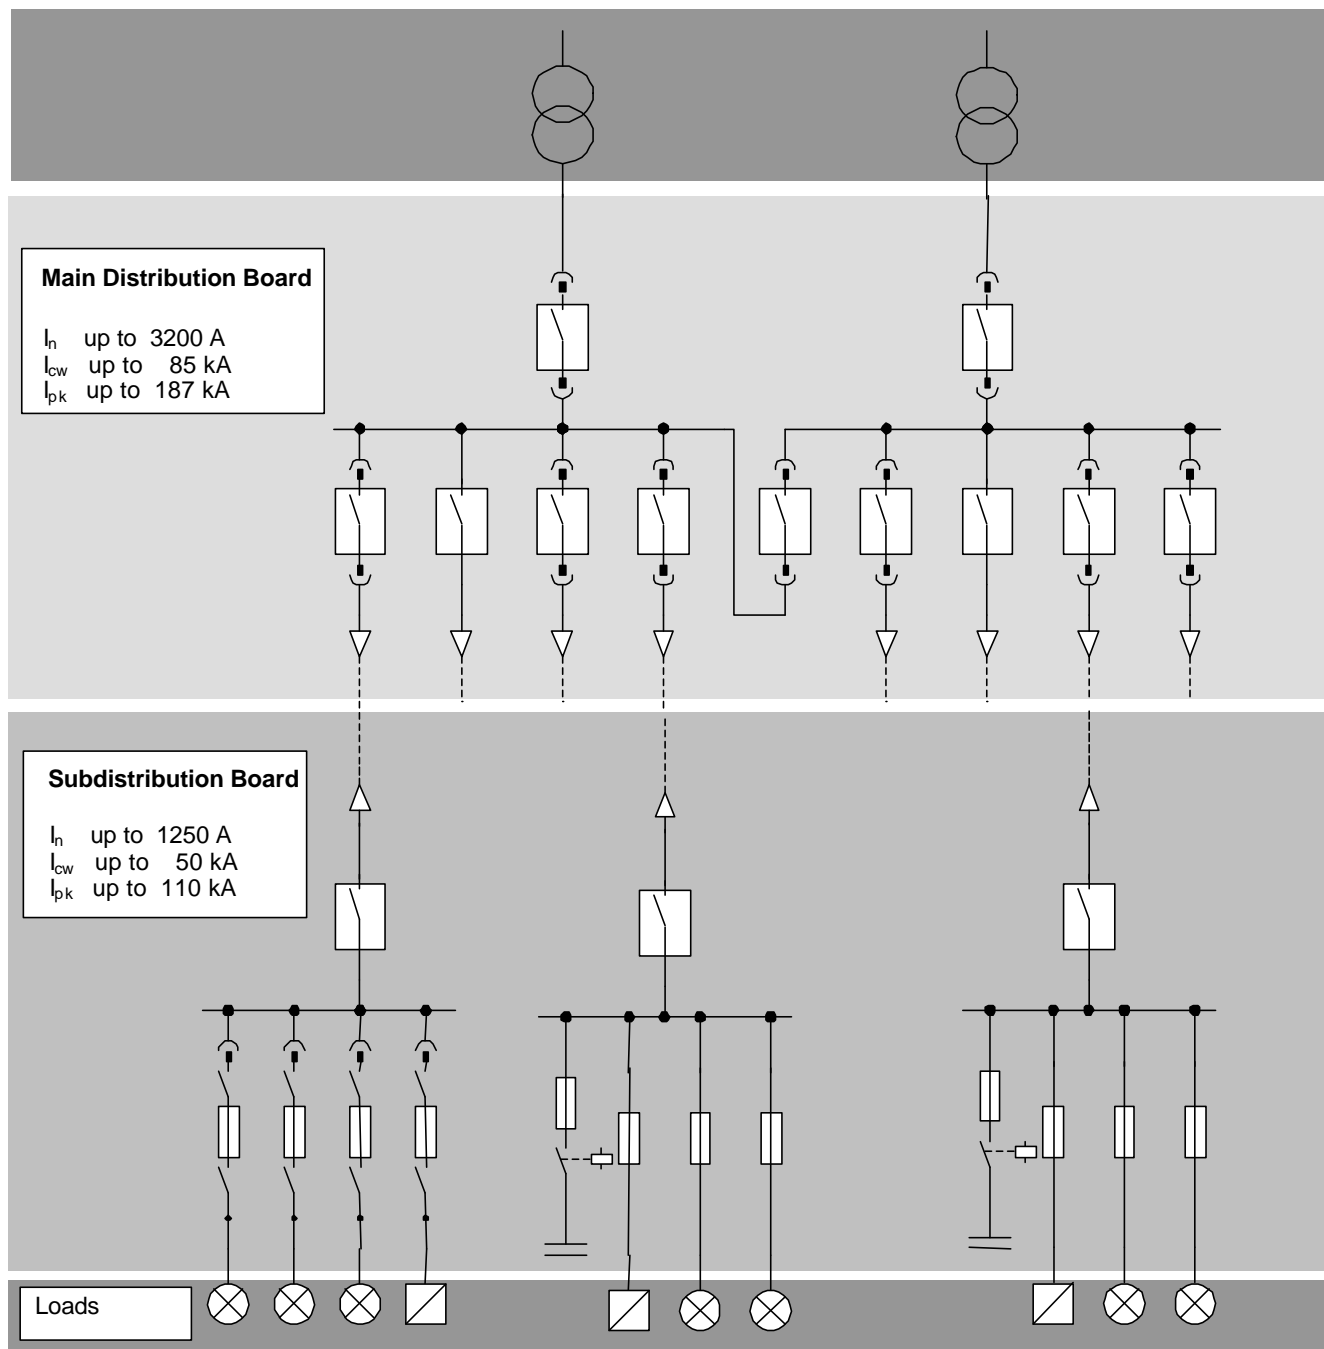 Main Distribution Board
In up to 3200 A
Icw up to 85 kA
Ipk up to 187 kA
Subdistribution Board
In up to 1250 A
Icw up to 50 kA
Ipk up to 110 kA
Loads